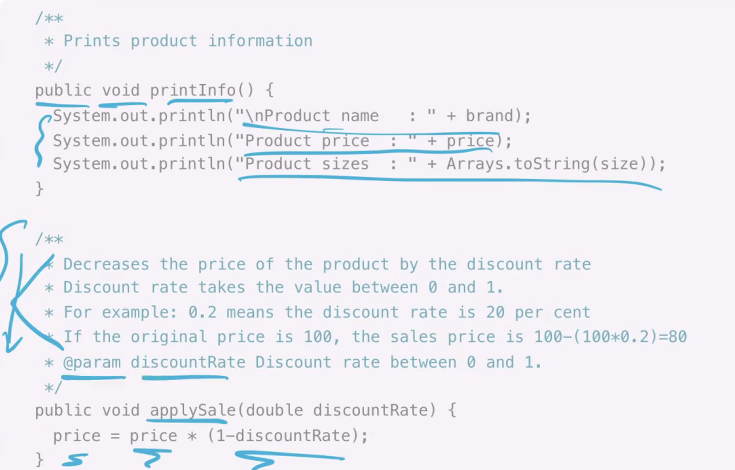 /**
 * Prints product information
 */
public void printInfo() {
  System.out.println("\nProduct name   : " + brand);
  System.out.println("Product price  : " + price);
  System.out.println("Product sizes  : " + Arrays.toString(size));
}

/**
 * Decreases the price of the product by the discount rate
 * Discount rate takes the value between 0 and 1.
 * For example: 0.2 means the discount rate is 20 per cent
 * If the original price is 100, the sales price is 100-(100*0.2)=80
 * @param discountRate Discount rate between 0 and 1.
 */
public void applySale(double discountRate) {
  price = price * (1-discountRate);
}